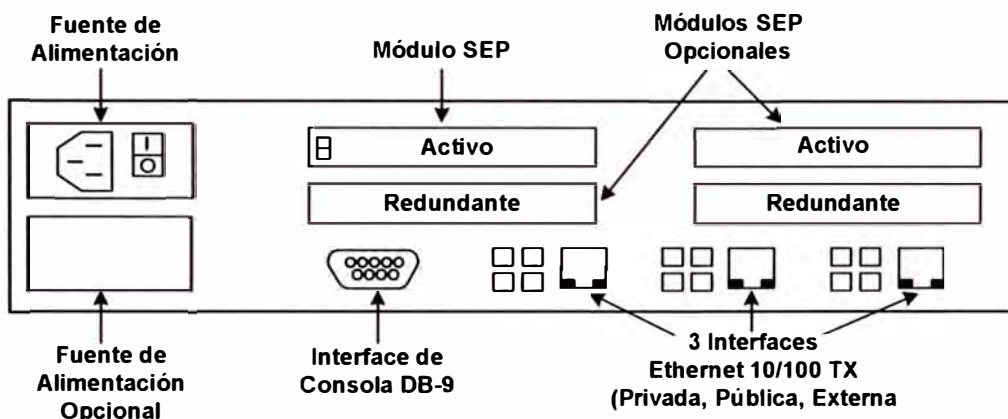 Fuente de
Alimentación
Módulo SEP
Módulos SEP
Opcionales
Activo
Activo
Redundante
Redundante
Fuente de
Alimentación
Opcional
Interface de
Consola DB-9
3 Interfaces
Ethernet 10/100 TX
(Privada, Pública, Externa